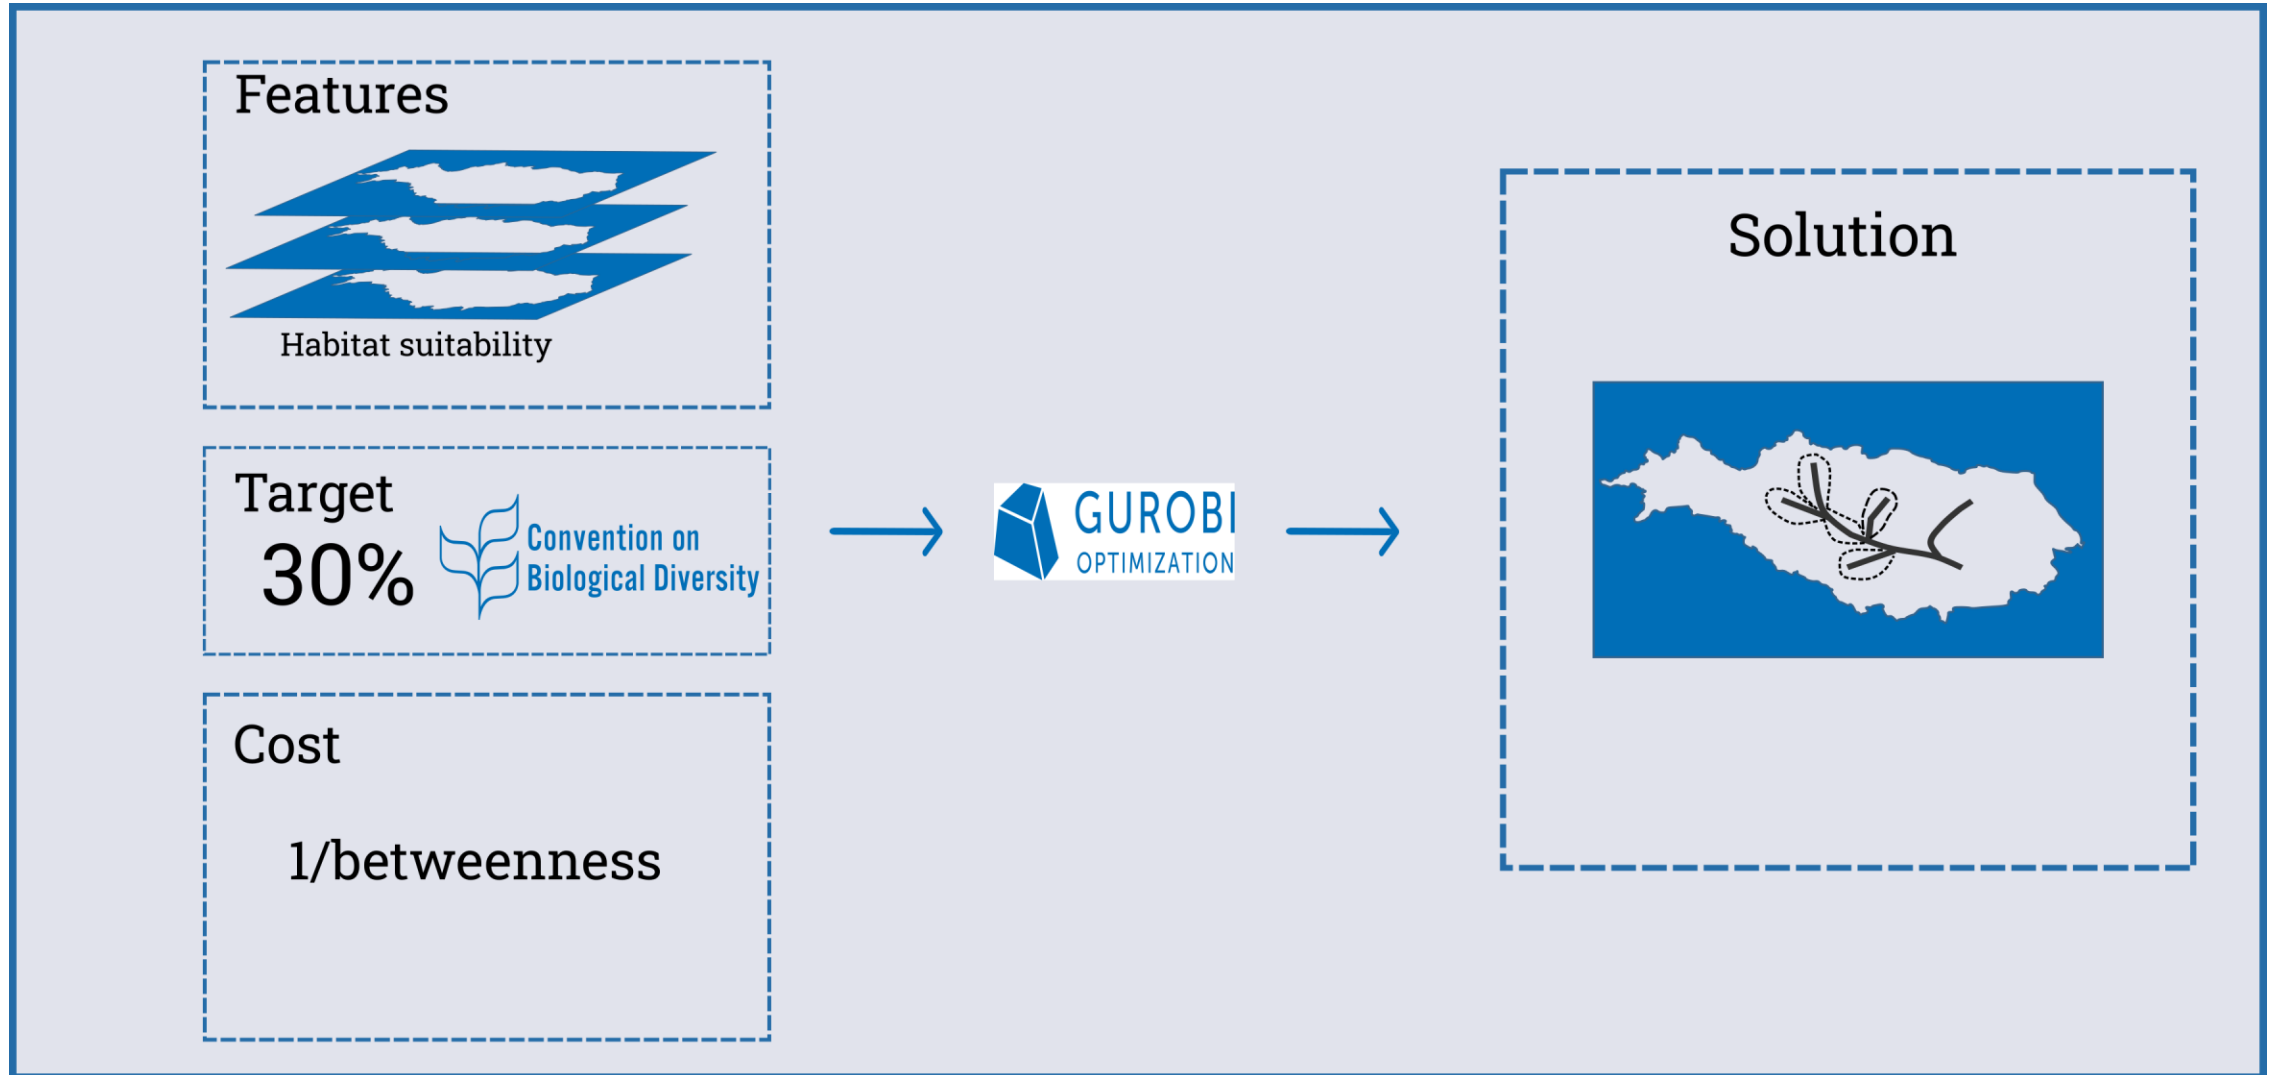 Features
Habitat suitability
Target
30%
Convention on
Biological Diversity
Cost
1/betweenness
GUROBI
OPTIMIZATION
Solution